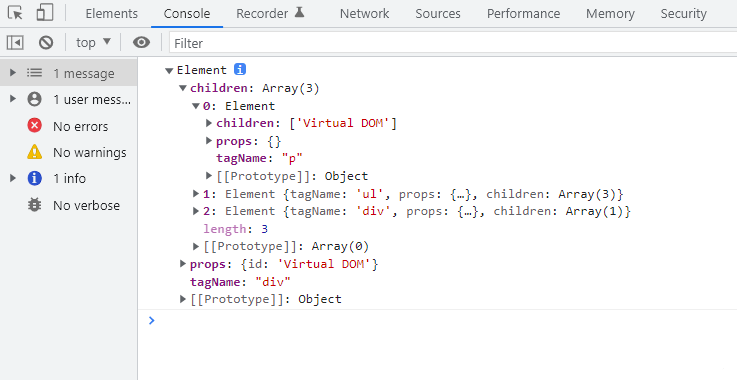 Elements Console Recorder Network Sources Performance Memory Security
top Filter
1 message
1 user mess...
No errors
No warnings
1 info
No verbose
Element i
children: Array(3)
0: Element
children: ['Virtual DOM']
props: {}
tagName: "p"
[[Prototype]]: Object
1: Element {tagName: 'ul', props: {…}, children: Array(3)}
2: Element {tagName: 'div', props: {…}, children: Array(1)}
length: 3
[[Prototype]]: Array(0)
props: {id: 'Virtual DOM'}
tagName: "div"
[[Prototype]]: Object